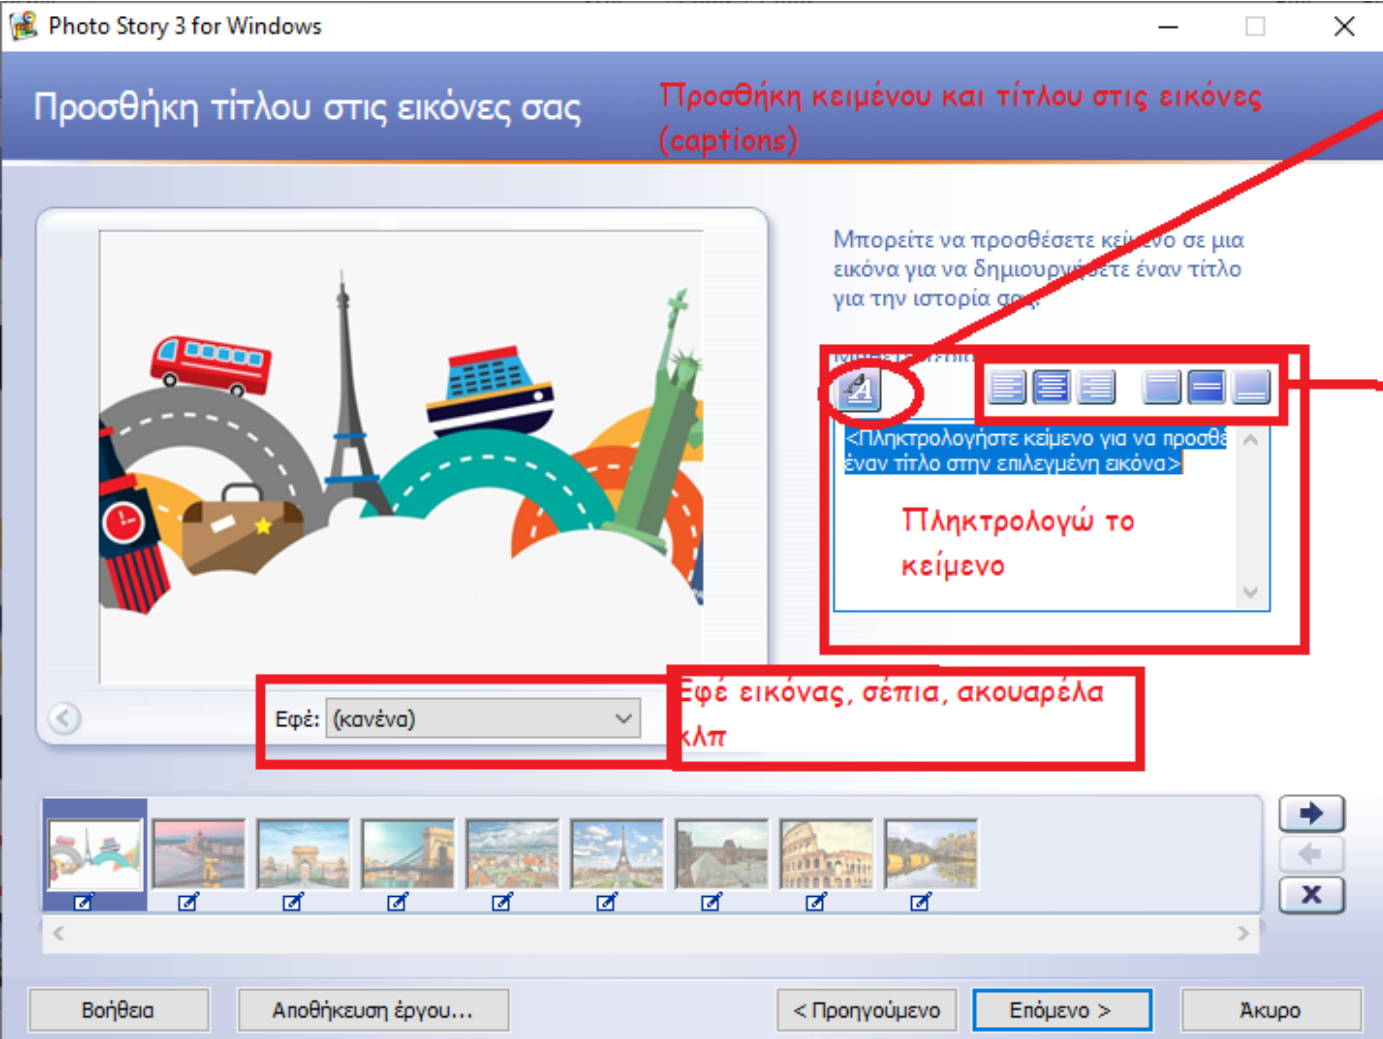 Photo Story 3 for Windows
Προσθήκη τίτλου στις εικόνες σας
Προσθήκη κειμένου και τίτλου στις εικόνες
(captions)
Μπορείτε να προσθέσετε κείμενο σε μια
εικόνα για να δημιουργήσετε έναν τίτλο
για την ιστορία σας.
<Πληκτρολογήστε κείμενο για να προσθέ
έναν τίτλο στην επιλεγμένη εικόνα>
Πληκτρολογώ το
κείμενο
Εφέ: (κανένα)
Εφέ εικόνας, σέπια, ακουαρέλα
κλπ
Βοήθεια
Αποθήκευση έργου...
< Προηγούμενο
Επόμενο >
Άκυρο